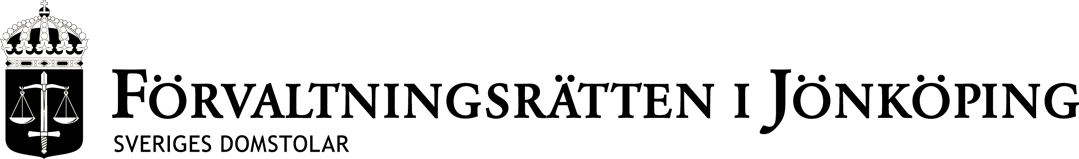 FÖRVALTNINGSRÄTTEN I JÖNKÖPING
SVERIGES DOMSTOLAR